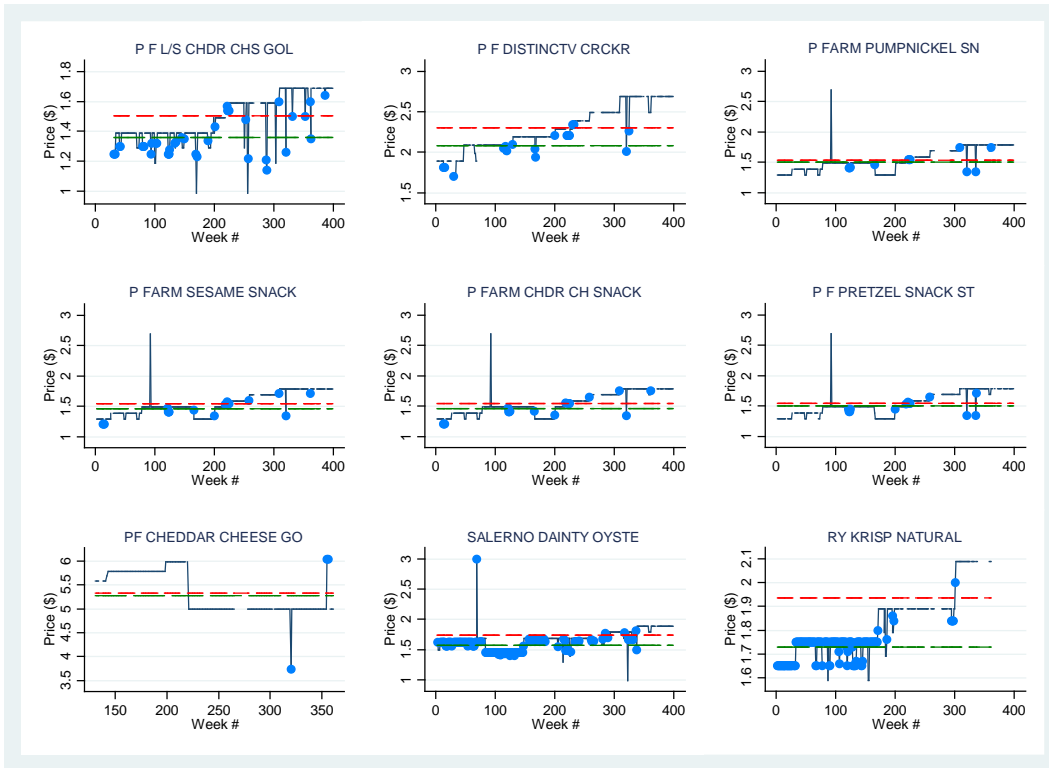 P F L/S CHDR CHS GOL
Price ($)
1 1.2 1.4 1.6 1.8
0 100 200 300 400
Week #
P F DISTINCTV CRCKR
Price ($)
1.5 2 2.5 3
0 100 200 300 400
Week #
P FARM PUMPNICKEL SN
Price ($)
1 1.5 2 2.5 3
0 100 200 300 400
Week #
P FARM SESAME SNACK
Price ($)
1 1.5 2 2.5 3
0 100 200 300 400
Week #
P FARM CHDR CH SNACK
Price ($)
1 1.5 2 2.5 3
0 100 200 300 400
Week #
P F PRETZEL SNACK ST
Price ($)
1 1.5 2 2.5 3
0 100 200 300 400
Week #
PF CHEDDAR CHEESE GO
Price ($)
3.5 4 4.5 5 5.5 6
150 200 250 300 350
Week #
SALERNO DAINTY OYSTE
Price ($)
1 1.5 2 2.5 3
0 100 200 300 400
Week #
RY KRISP NATURAL
Price ($)
1.6 1.7 1.8 1.9 2 2.1
0 100 200 300 400
Week #